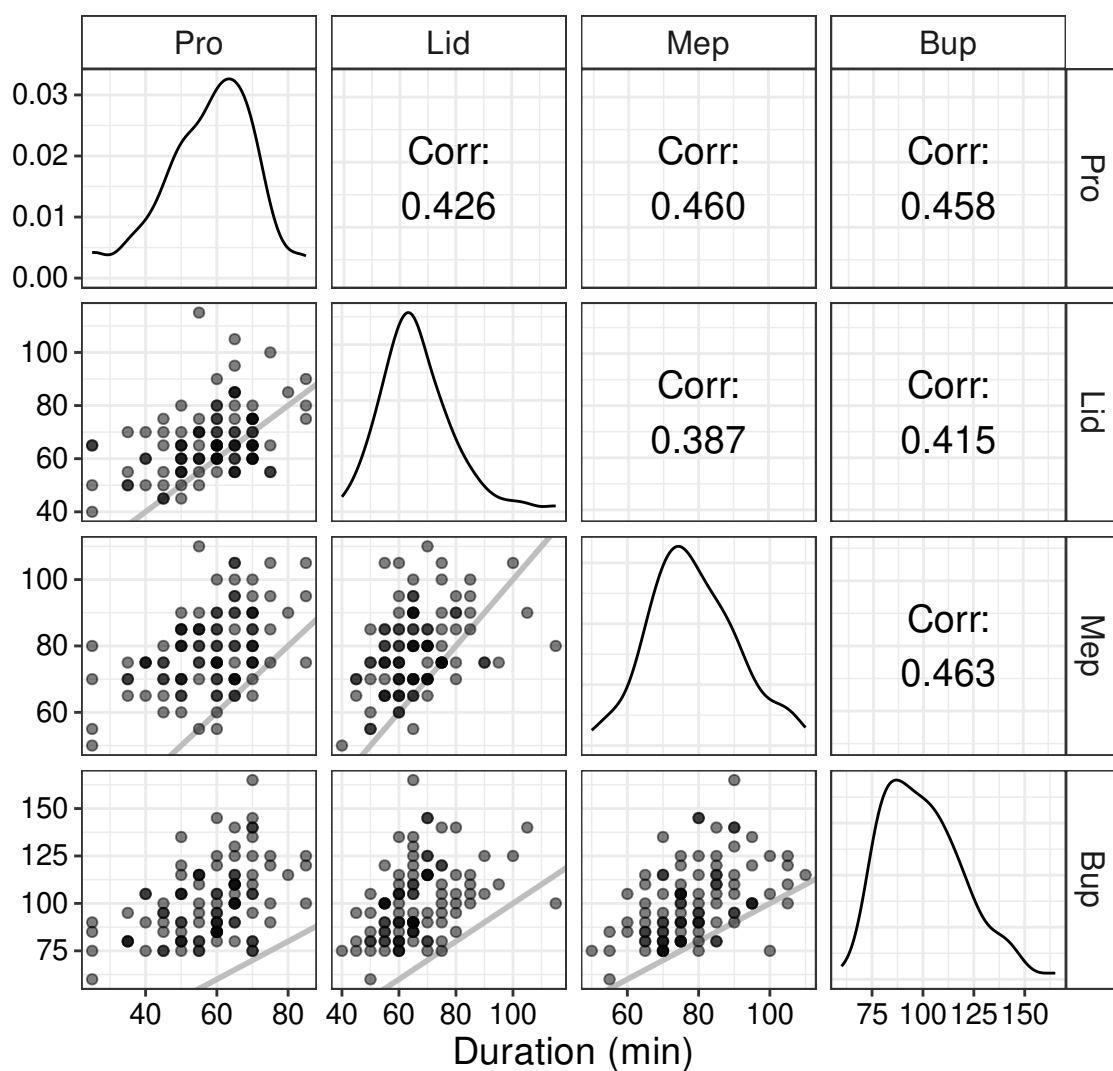 Pro Lid Mep Bup
0.03
0.02
0.01
0.00
Corr:
0.426
Corr:
0.460
Corr:
0.458
Pro
100
80
60
40
Corr:
0.387
Corr:
0.415
Lid
100
80
60
Corr:
0.463
Mep
150
125
100
75
Bup
40 60 80 40 60 80 100 60 80 100 75 100 125 150
Duration (min)